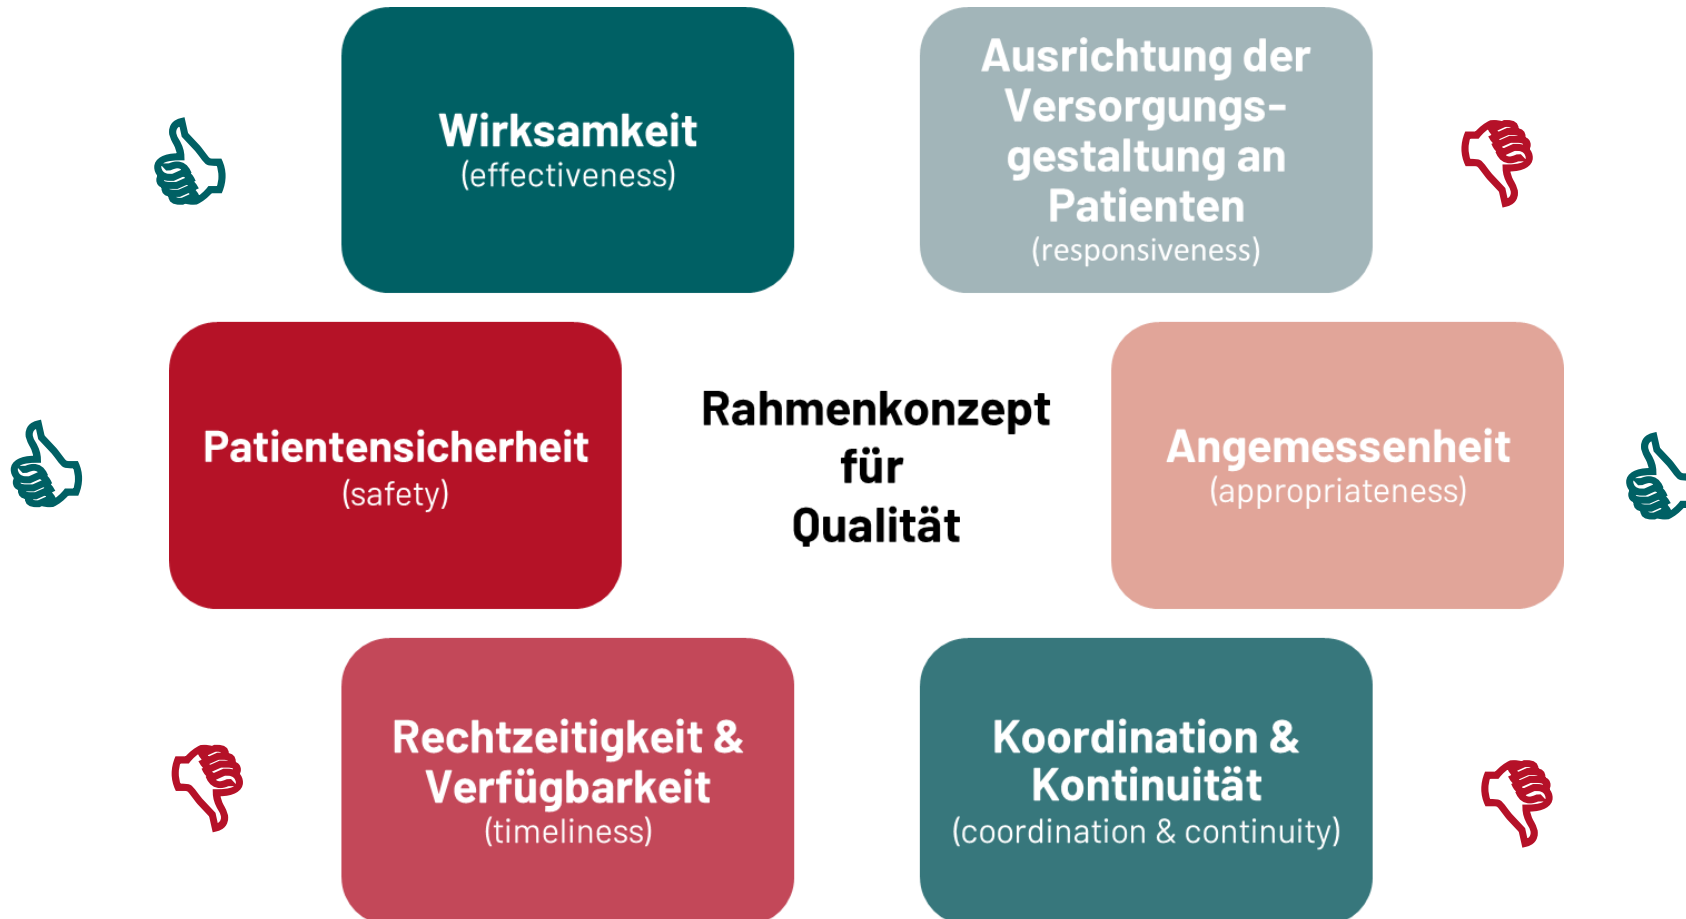 Wirksamkeit
(effectiveness)
Ausrichtung der
Versorgungs-
gestaltung an
Patienten
(responsiveness)
Patientensicherheit
(safety)
Rahmenkonzept
für
Qualität
Angemessenheit
(appropriateness)
Rechtzeitigkeit &
Verfügbarkeit
(timeliness)
Koordination &
Kontinuität
(coordination & continuity)